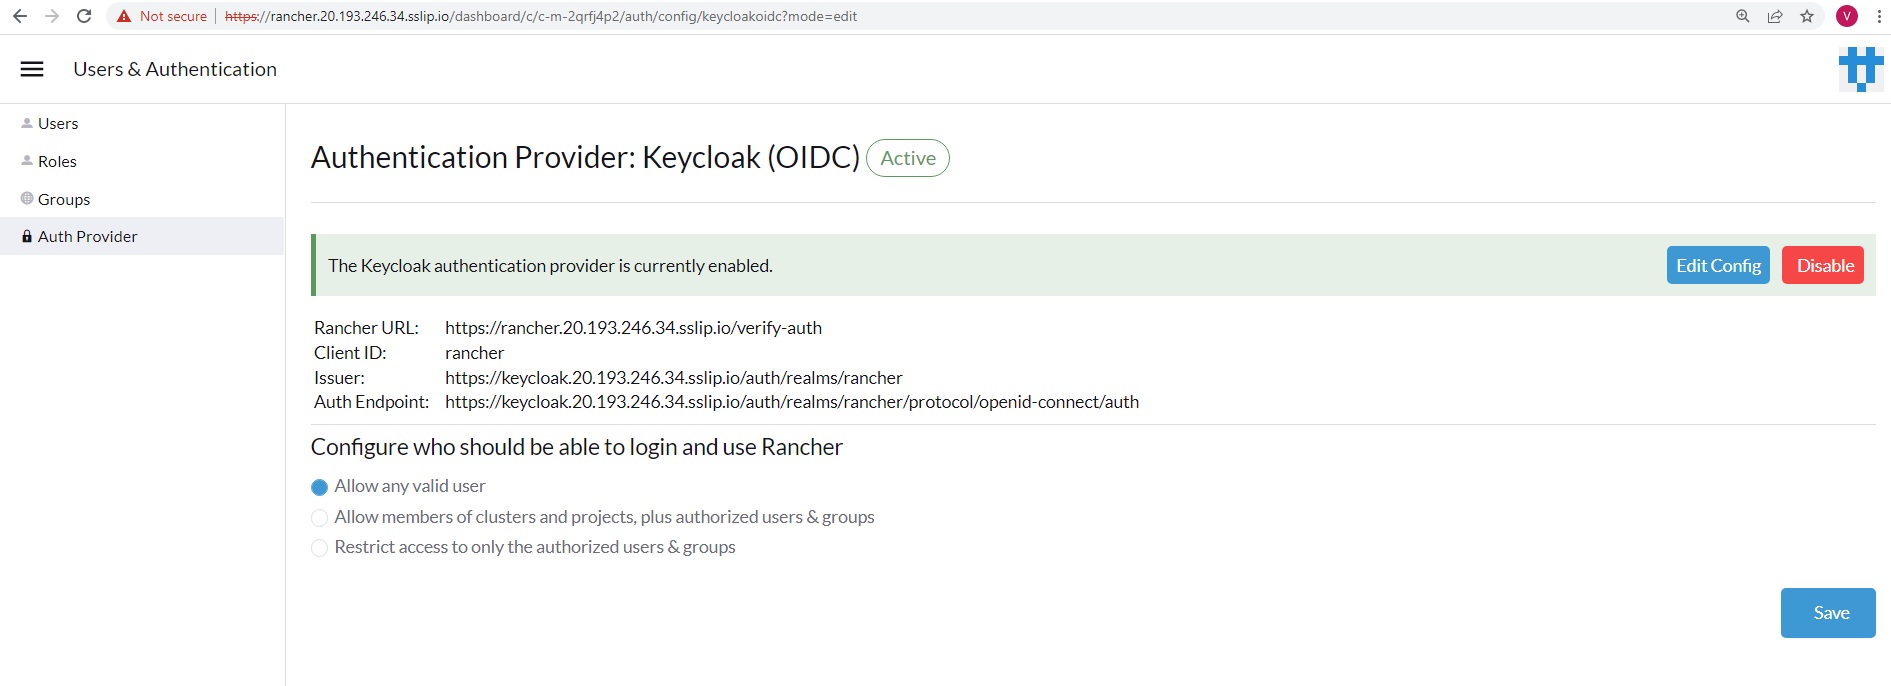 Not secure https://rancher.20.193.246.34.sslip.io/dashboard/c/c-m-2qrfj4p2/auth/config/keycloakoidc?mode=edit V
Users & Authentication
Users
Roles
Groups
Auth Provider
Authentication Provider: Keycloak (OIDC) Active
The Keycloak authentication provider is currently enabled. Edit Config Disable
Rancher URL: https://rancher.20.193.246.34.sslip.io/verify-auth
Client ID: rancher
Issuer: https://keycloak.20.193.246.34.sslip.io/auth/realms/rancher
Auth Endpoint: https://keycloak.20.193.246.34.sslip.io/auth/realms/rancher/protocol/openid-connect/auth
Configure who should be able to login and use Rancher
Allow any valid user
Allow members of clusters and projects, plus authorized users & groups
Restrict access to only the authorized users & groups
Save